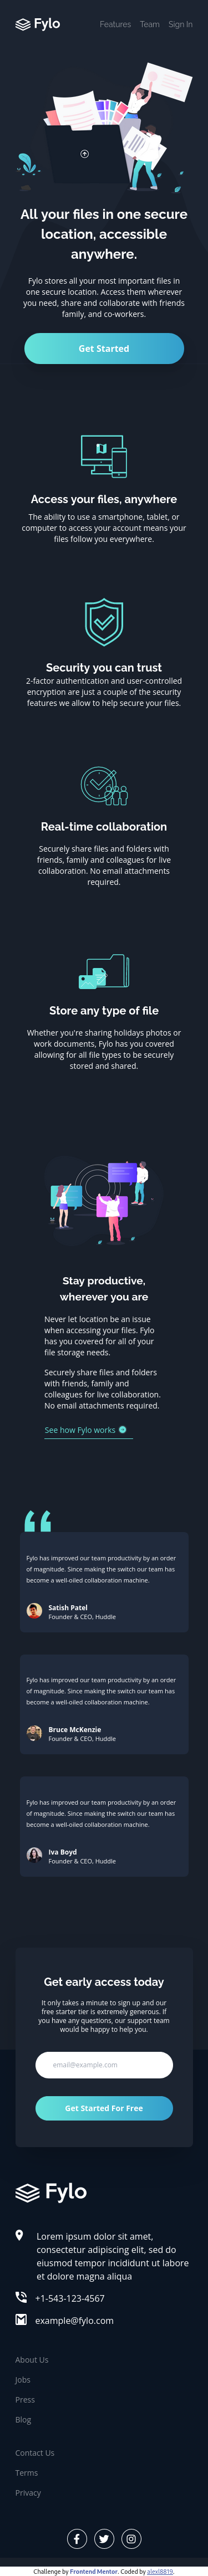 Fylo
Features Team Sign In
All your files in one secure
location, accessible
anywhere.
Fylo stores all your most important files in
one secure location. Access them wherever
you need, share and collaborate with friends
family, and co-workers.
Get Started
Access your files, anywhere
The ability to use a smartphone, tablet, or
computer to access your account means your
files follow you everywhere.
Security you can trust
2-factor authentication and user-controlled
encryption are just a couple of the security
features we allow to help secure your files.
Real-time collaboration
Securely share files and folders with
friends, family and colleagues for live
collaboration. No email attachments
required.
Store any type of file
Whether you're sharing holidays photos or
work documents, Fylo has you covered
allowing for all file types to be securely
stored and shared.
Stay productive,
wherever you are
Never let location be an issue
when accessing your files. Fylo
has you covered for all of your
file storage needs.
Securely share files and folders
with friends, family and
colleagues for live collaboration.
No email attachments required.
See how Fylo works
Fylo has improved our team productivity by an order
of magnitude. Since making the switch our team has
become a well-oiled collaboration machine.
Satish Patel
Founder & CEO, Huddle
Fylo has improved our team productivity by an order
of magnitude. Since making the switch our team has
become a well-oiled collaboration machine.
Bruce McKenzie
Founder & CEO, Huddle
Fylo has improved our team productivity by an order
of magnitude. Since making the switch our team has
become a well-oiled collaboration machine.
Iva Boyd
Founder & CEO, Huddle
Get early access today
It only takes a minute to sign up and our
free starter tier is extremely generous. If
you have any questions, our support team
would be happy to help you.
email@example.com
Get Started For Free
Fylo
Lorem ipsum dolor sit amet,
consectetur adipiscing elit, sed do
eiusmod tempor incididunt ut labore
et dolore magna aliqua
+1-543-123-4567
example@fylo.com
About Us
Jobs
Press
Blog
Contact Us
Terms
Privacy
Challenge by Frontend Mentor. Coded by alexJ8819.